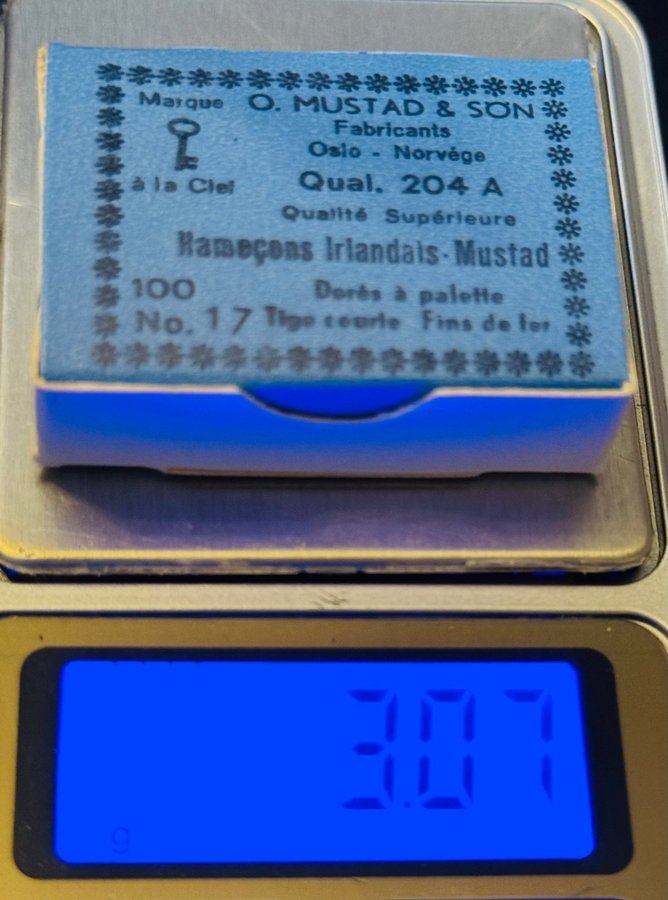 Marque O. MUSTAD & SÖN
Fabricants
Oslo - Norvége
à la Clef Qual. 204 A
Qualité Supérieure
Hameçons Irlandais-Mustad
100 Dorés à palette
No. 17 Tige courte Fins de fer
3.07
g